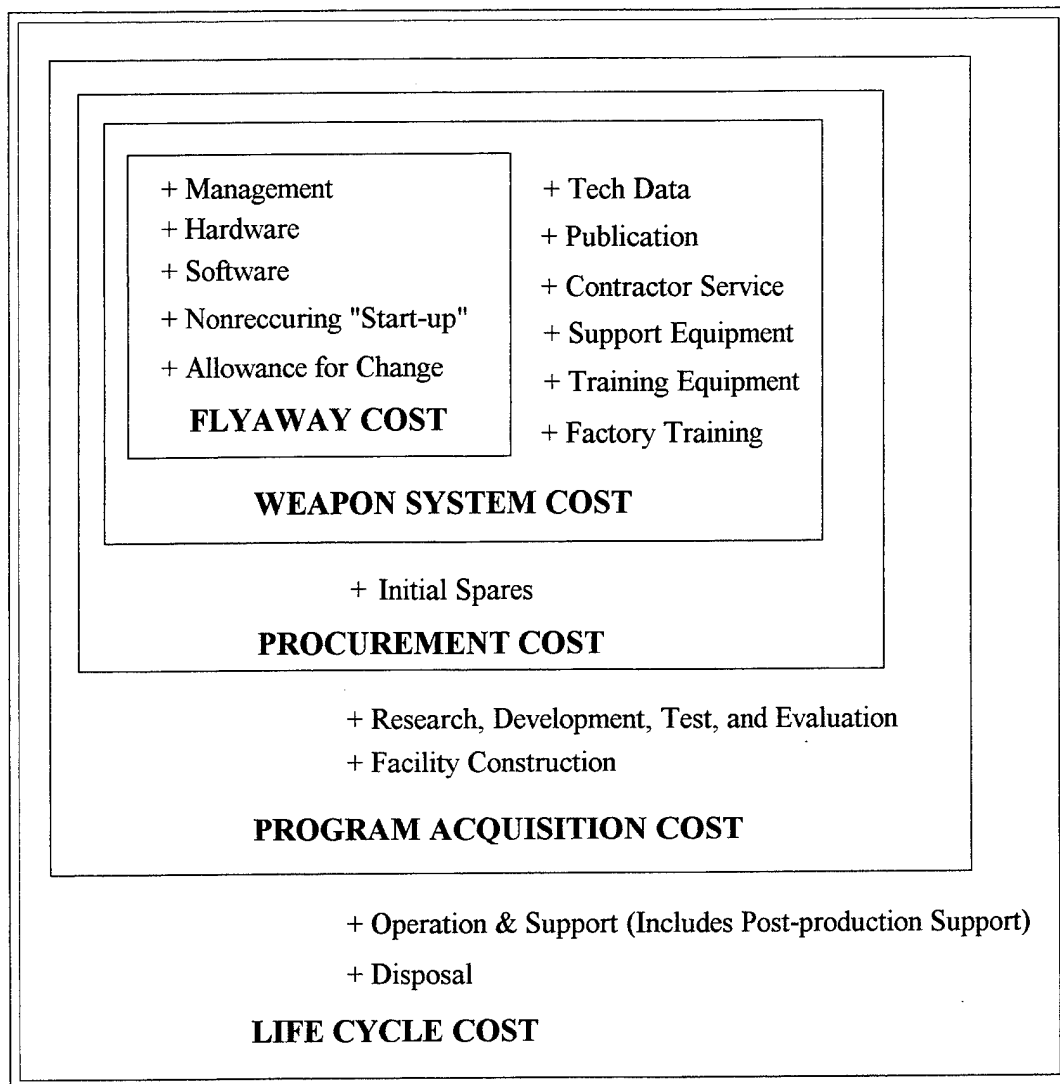 + Management
+ Hardware
+ Software
+ Nonreccuring "Start-up"
+ Allowance for Change
FLYAWAY COST
+ Tech Data
+ Publication
+ Contractor Service
+ Support Equipment
+ Training Equipment
+ Factory Training
WEAPON SYSTEM COST
+ Initial Spares
PROCUREMENT COST
+ Research, Development, Test, and Evaluation
+ Facility Construction
PROGRAM ACQUISITION COST
+ Operation & Support (Includes Post-production Support)
+ Disposal
LIFE CYCLE COST